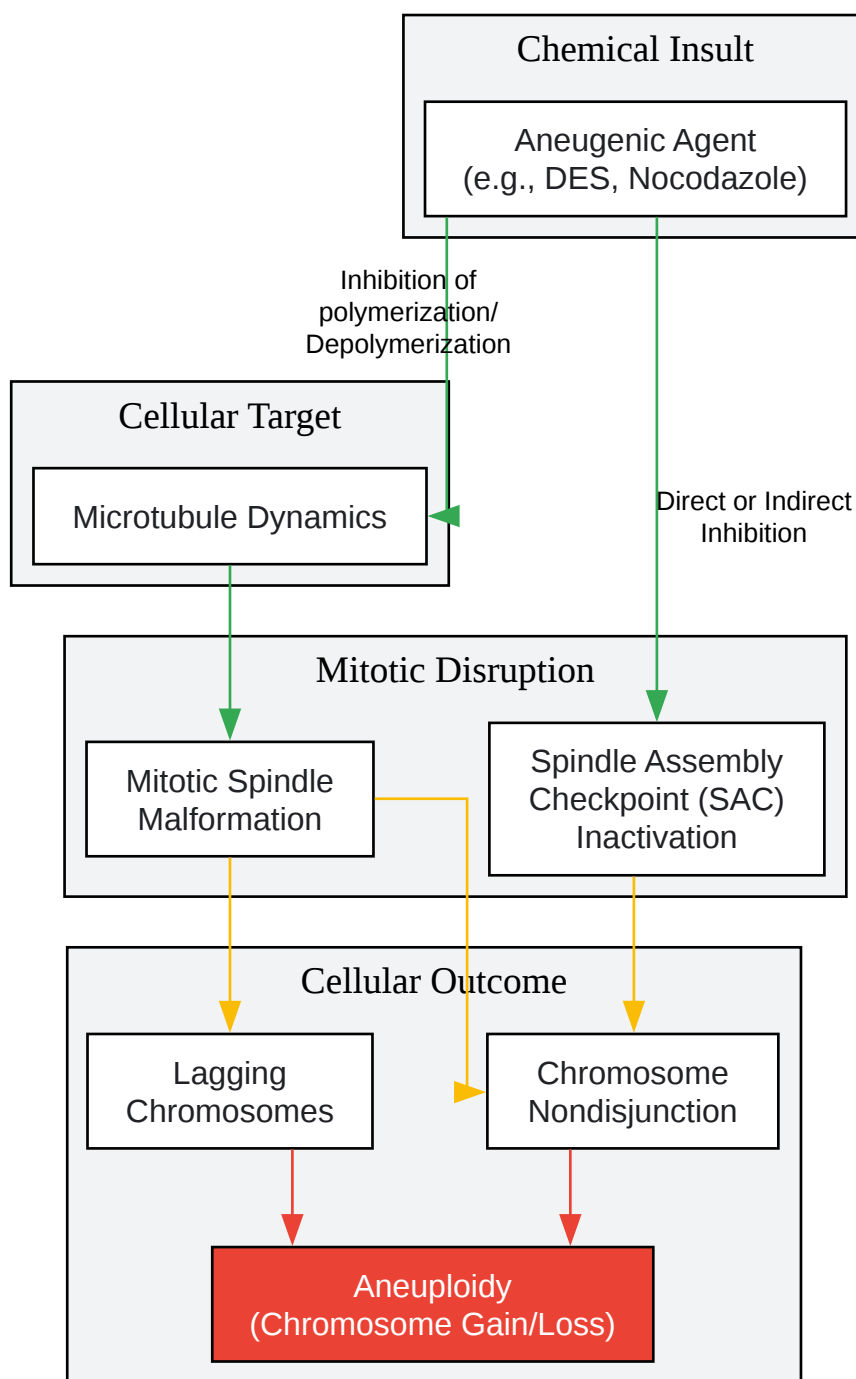 Chemical Insult
Aneugenic Agent
(e.g., DES, Nocodazole)
Inhibition of
polymerization/
Depolymerization
Cellular Target
Microtubule Dynamics
Direct or Indirect
Inhibition
Mitotic Disruption
Mitotic Spindle
Malformation
Spindle Assembly
Checkpoint (SAC)
Inactivation
Cellular Outcome
Lagging
Chromosomes
Chromosome
Nondisjunction
Aneuploidy
(Chromosome Gain/Loss)